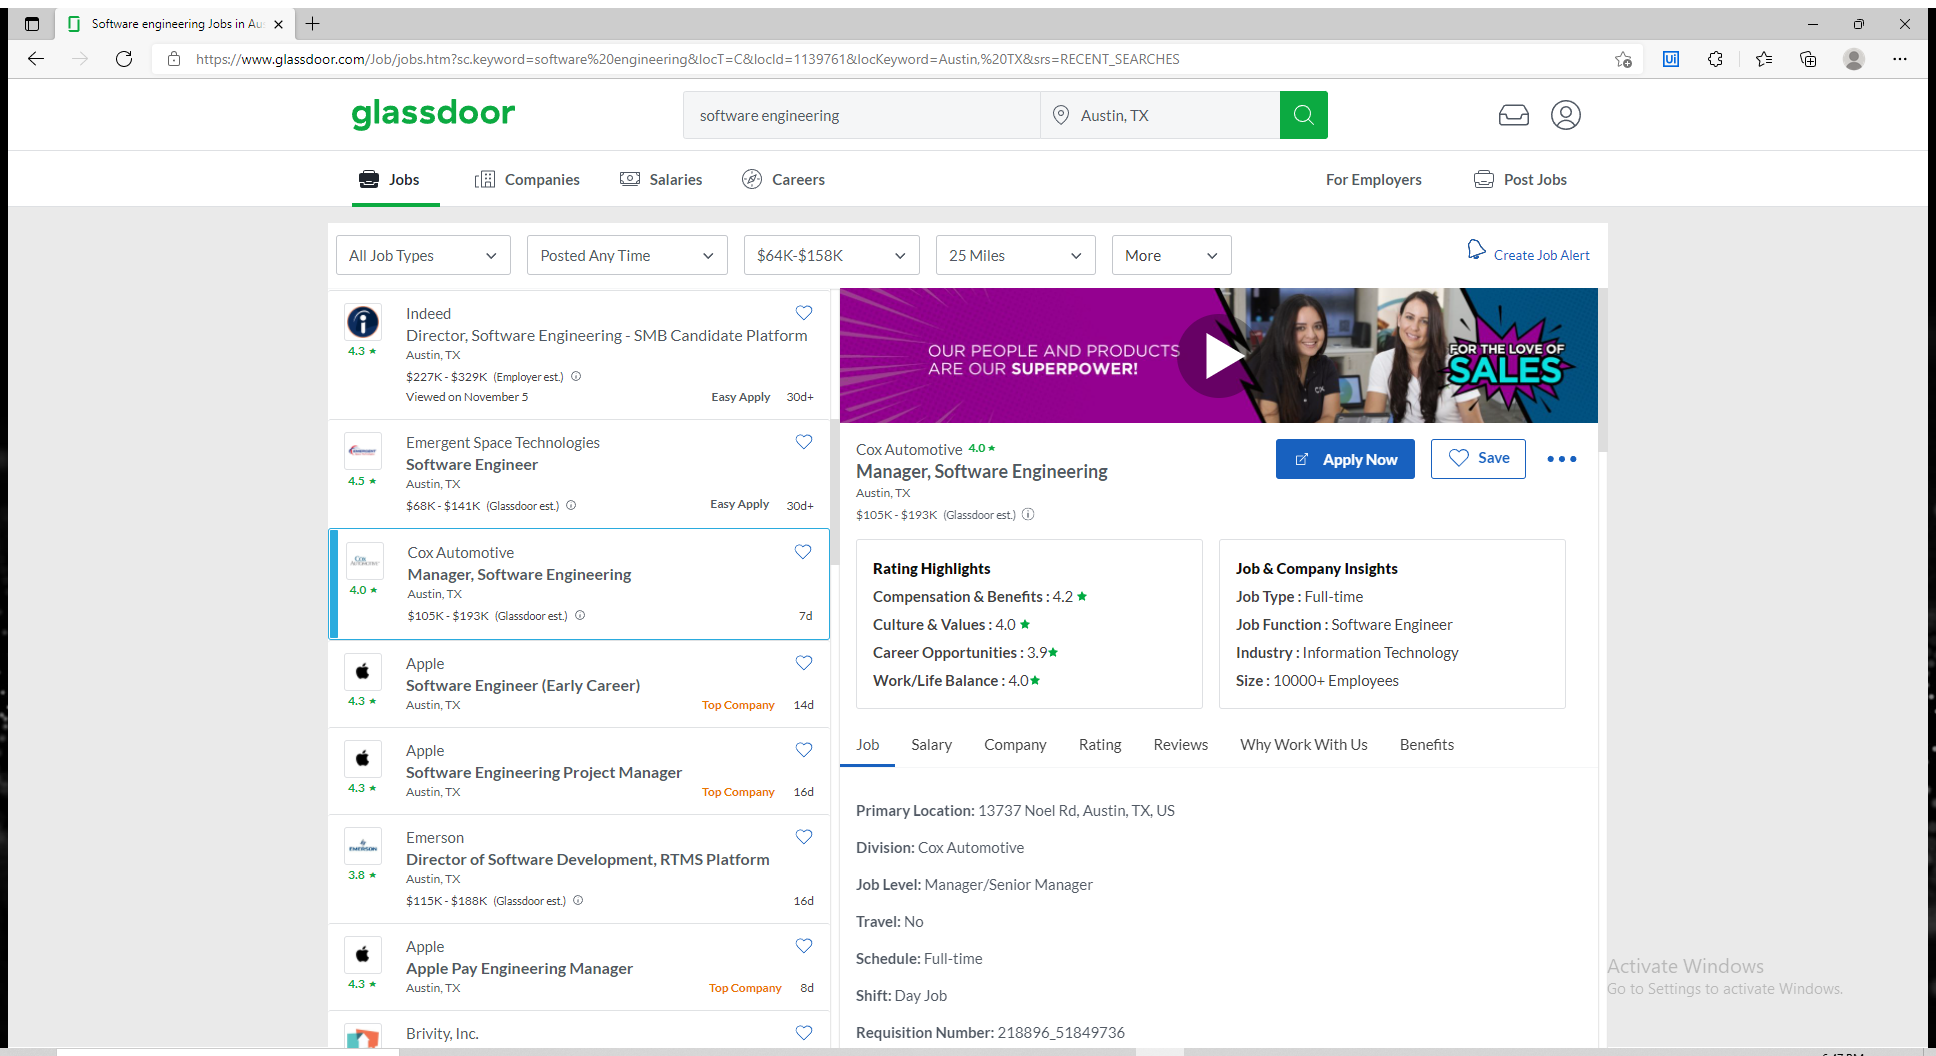 Software engineering Jobs in Au
https://www.glassdoor.com/Job/jobs.htm?sc.keyword=software%20engineering&locT=C&locId=1139761&locKeyword=Austin,%20TX&srs=RECENT_SEARCHES
Ui
glassdoor
software engineering
Austin, TX
Jobs
Companies
Salaries
Careers
For Employers
Post Jobs
All Job Types
Posted Any Time
$64K-$158K
25 Miles
More
Create Job Alert
Indeed
Director, Software Engineering - SMB Candidate Platform
4.3 ★
Austin, TX
$227K - $329K (Employer est.)
Viewed on November 5
Easy Apply
30d+
Emergent Space Technologies
Software Engineer
4.5 ★
Austin, TX
$68K - $141K (Glassdoor est.)
Easy Apply
30d+
Cox Automotive
Manager, Software Engineering
4.0 ★
Austin, TX
$105K - $193K (Glassdoor est.)
7d
Apple
Software Engineer (Early Career)
4.3 ★
Austin, TX
Top Company
14d
Apple
Software Engineering Project Manager
4.3 ★
Austin, TX
Top Company
16d
EMERSON
Emerson
Director of Software Development, RTMS Platform
3.8 ★
Austin, TX
$115K - $188K (Glassdoor est.)
16d
Apple
Apple Pay Engineering Manager
4.3 ★
Austin, TX
Top Company
8d
Brivity, Inc.
OUR PEOPLE AND PRODUCTS
ARE OUR SUPERPOWER!
FOR THE LOVE OF
SALES
Cox Automotive 4.0 ★
Manager, Software Engineering
Austin, TX
$105K - $193K (Glassdoor est.)
Apply Now
Save
Rating Highlights
Compensation & Benefits : 4.2 ★
Culture & Values : 4.0 ★
Career Opportunities : 3.9★
Work/Life Balance : 4.0★
Job & Company Insights
Job Type : Full-time
Job Function : Software Engineer
Industry : Information Technology
Size : 10000+ Employees
Job
Salary
Company
Rating
Reviews
Why Work With Us
Benefits
Primary Location: 13737 Noel Rd, Austin, TX, US
Division: Cox Automotive
Job Level: Manager/Senior Manager
Travel: No
Schedule: Full-time
Shift: Day Job
Requisition Number: 218896_51849736
Activate Windows
Go to Settings to activate Windows.